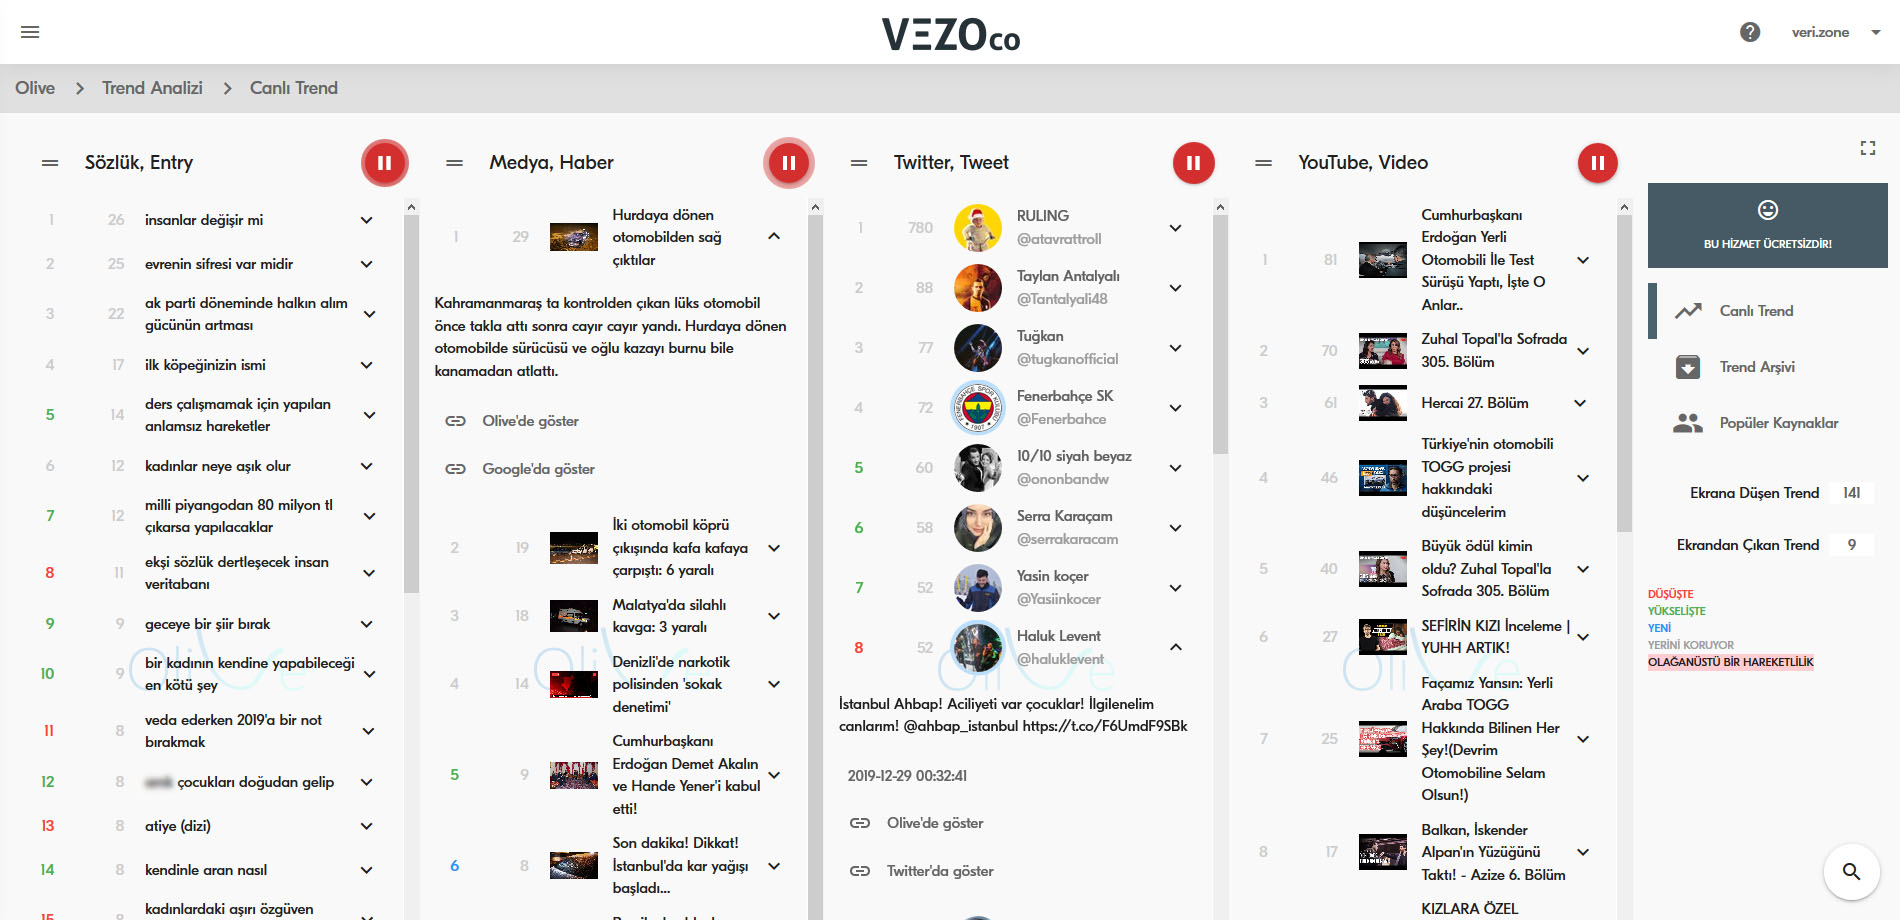 VEZOco
veri.zone
Olive
Trend Analizi
Canlı Trend
Sözlük, Entry
1
26
insanlar değişir mi
2
25
evrenin sifresi var midir
3
22
ak parti döneminde halkın alım
gücünün artması
4
17
ilk köpeğinizin ismi
5
14
ders çalışmamak için yapılan
anlamsız hareketler
6
12
kadınlar neye aşık olur
7
12
milli piyangodan 80 milyon tl
çıkarsa yapılacaklar
8
11
ekşi sözlük dertleşecek insan
veritabanı
9
9
geceye bir şiir bırak
10
9
bir kadının kendine yapabileceği
en kötü şey
11
8
veda ederken 2019'a bir not
bırakmak
12
8
çocukları doğudan gelip
13
8
atiye (dizi)
14
8
kendinle aran nasıl
15
8
kadınlardaki aşırı özgüven
Olive
Medya, Haber
1
29
Hurdaya dönen
otomobilden sağ
çıktılar
Kahramanmaraş ta kontrolden çıkan lüks otomobil
önce takla attı sonra cayır cayır yandı. Hurdaya dönen
otomobilde sürücüsü ve oğlu kazayı burnu bile
kanamadan atlattı.
Olive'de göster
Google'da göster
2
19
İki otomobil köprü
çıkışında kafa kafaya
çarpıştı: 6 yaralı
3
18
Malatya'da silahlı
kavga: 3 yaralı
4
14
Denizli'de narkotik
polisinden 'sokak
denetimi'
5
9
Cumhurbaşkanı
Erdoğan Demet Akalın
ve Hande Yener'i kabul
etti!
6
8
Son dakika! Dikkat!
İstanbul'da kar yağışı
başladı...
Olive
Twitter, Tweet
1
780
RULING
@atavrattroll
2
88
Taylan Antalyalı
@Tantalyali48
3
77
Tuğkan
@tugkanofficial
4
72
Fenerbahçe SK
@Fenerbahce
5
60
10/10 siyah beyaz
@ononbandw
6
58
Serra Karaçam
@serrakaracam
7
52
Yasin koçer
@Yasiinkocer
8
52
Haluk Levent
@haluklevent
İstanbul Ahbap! Aciliyeti var çocuklar! İlgilenelim
canlarım! @ahbap_istanbul https://t.co/F6UmdF9SBk
2019-12-29 00:32:41
Olive'de göster
Twitter'da göster
Olive
YouTube, Video
1
81
Cumhurbaşkanı
Erdoğan Yerli
Otomobili İle Test
Sürüşü Yaptı, İşte O
Anlar..
2
70
Zuhal Topal'la Sofrada
305. Bölüm
3
61
Hercai 27. Bölüm
4
46
Türkiye'nin otomobili
TOGG projesi
hakkındaki
düşüncelerim
5
40
Büyük ödül kimin
oldu? Zuhal Topal'la
Sofrada 305. Bölüm
6
27
SEFİRİN KIZI İnceleme |
YUHH ARTIK!
7
25
Façamız Yansın: Yerli
Araba TOGG
Hakkında Bilinen Her
Şey!(Devrim
Otomobiline Selam
Olsun!)
8
17
Balkan, İskender
Alpan'ın Yüzüğünü
Taktı! - Azize 6. Bölüm
KIZLARA ÖZEL
Olive
BU HİZMET ÜCRETSİZDİR!
Canlı Trend
Trend Arşivi
Popüler Kaynaklar
Ekrana Düşen Trend 141
Ekrandan Çıkan Trend 9
DÜŞÜŞTE
YÜKSELİŞTE
YENİ
YERİNİ KORUYOR
OLAĞANÜSTÜ BİR HAREKETLİLİK